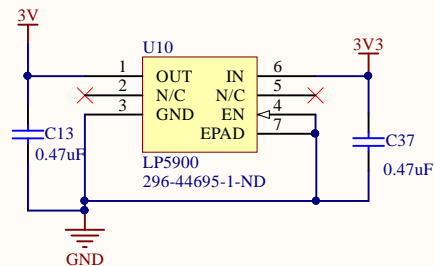 3V
U10
3V3
1 OUT IN 6
2 N/C N/C 5
3 GND EN 4
EPAD 7
C13
0.47uF
LP5900
296-44695-1-ND
C37
0.47uF
GND